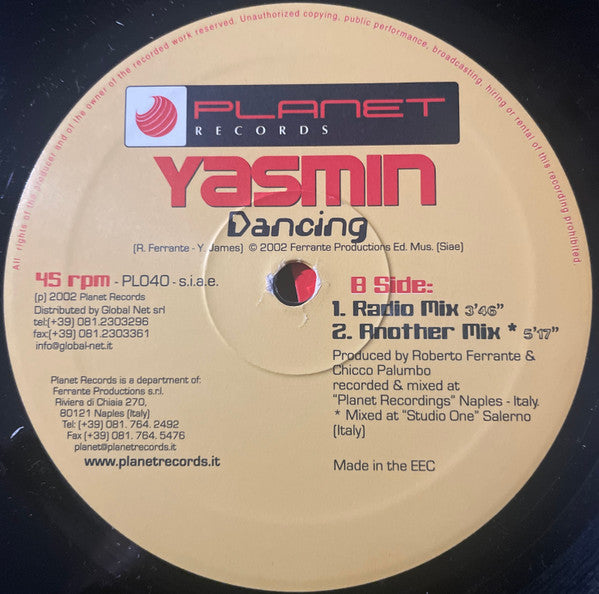 All rights of the producer and of the owner of the recorded work reserved. Unauthorized copying, public performance, broadcasting, hiring or rental of this recording prohibited.
PLANET
RECORDS
Yasmin
Dancing
(R. Ferrante - Y. James) © 2002 Ferrante Productions Ed. Mus. (Siae)
45 rpm - PL040 - s.i.a.e.
(p) 2002 Planet Records
Distributed by Global Net srl
tel:(+39) 081.2303296
fax:(+39) 081.2303361
info@global-net.it
Planet Records is a department of:
Ferrante Productions s.r.l.
Riviera di Chiaia 270,
80121 Naples (Italy)
Tel: (+39) 081. 764. 2492
Fax (+39) 081. 764. 5476
planet@planetrecords.it
www.planetrecords.it
B Side:
1. Radio Mix 3'46"
2. Another Mix * 5'17"
Produced by Roberto Ferrante &
Chicco Palumbo
recorded & mixed at
"Planet Recordings" Naples - Italy.
* Mixed at "Studio One" Salerno
(Italy)
Made in the EEC